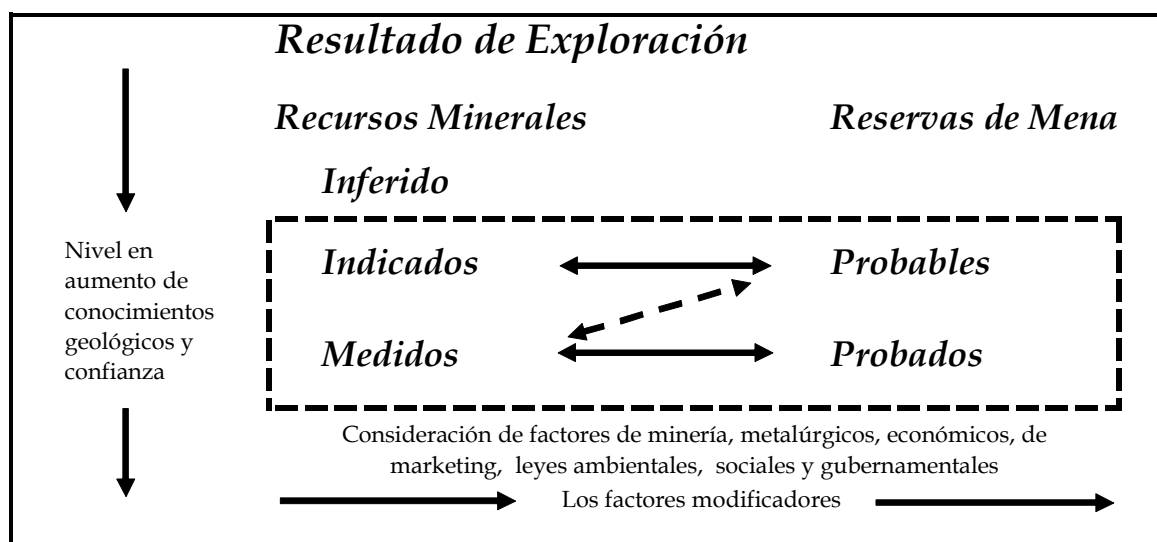 Resultado de Exploración
Recursos Minerales
Reservas de Mena
Inferido
Nivel en
aumento de
conocimientos
geológicos y
confianza
Indicados
Probables
Medidos
Probados
Consideración de factores de minería, metalúrgicos, económicos, de
marketing, leyes ambientales, sociales y gubernamentales
Los factores modificadores